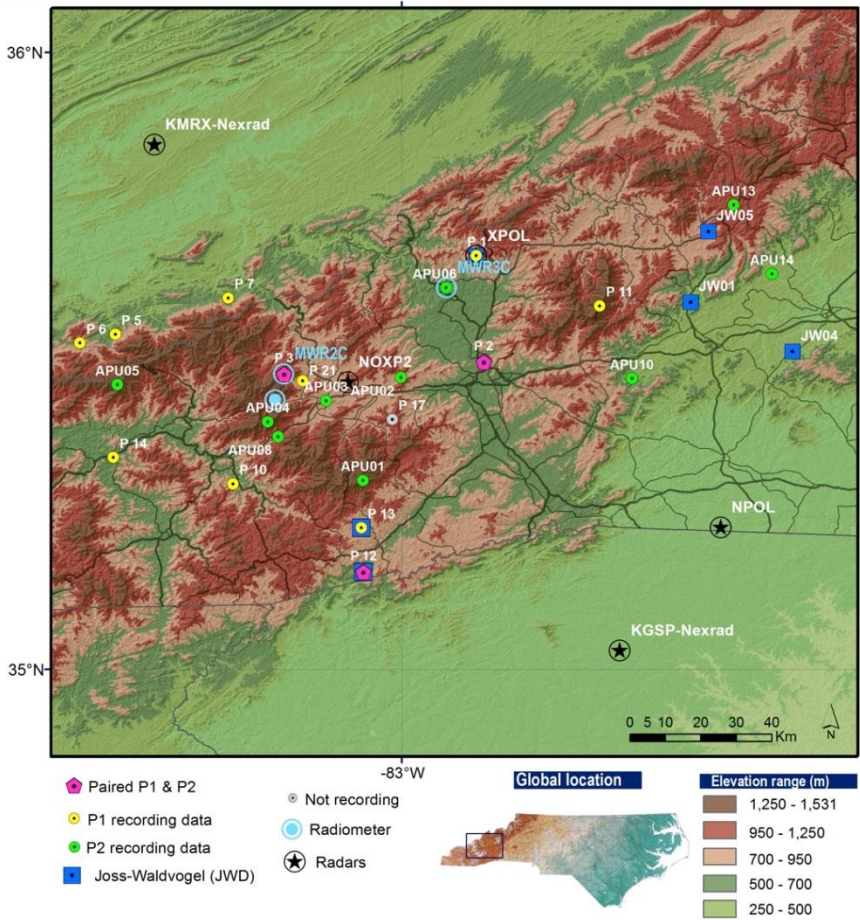 36°N
KMRX-Nexrad
APU13
JW05
XPOL
P 1
APU14
APU06
MWR3C
P 7
JW01
P 11
P 5
P 6
JW04
P 2
MWR2C
P 3
NOXP2
P 21
APU05
APU03
APU02
APU10
APU04
P 17
APU08
P 14
P 10
APU01
P 13
NPOL
P 12
KGSP-Nexrad
35°N
0 5 10 20 30 40
Km
N
-83°W
Paired P1 & P2
P1 recording data
P2 recording data
Joss-Waldvogel (JWD)
Not recording
Radiometer
Radars
Global location
Elevation range (m)
1,250 - 1,531
950 - 1,250
700 - 950
500 - 700
250 - 500